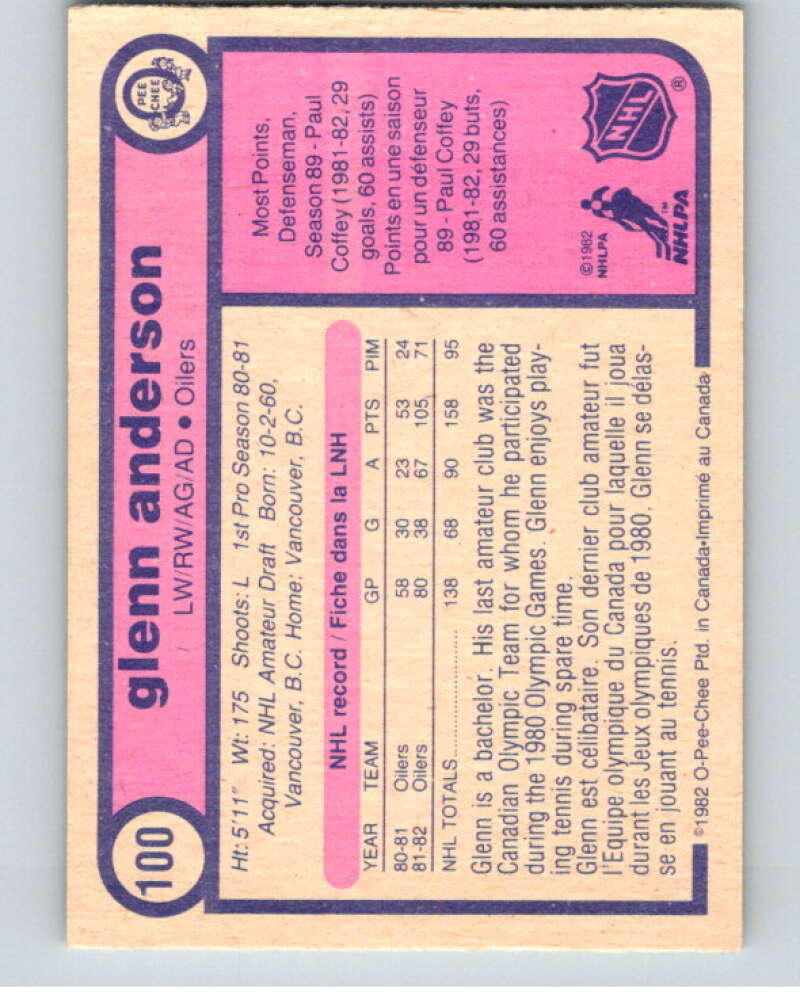 100
glenn anderson
LW/RW/AG/AD • Oilers
O
PEE
CHEE
Ht: 5'11" Wt: 175 Shoots: L 1st Pro Season 80-81
Acquired: NHL Amateur Draft Born: 10-2-60,
Vancouver, B.C. Home: Vancouver, B.C.
NHL record / Fiche dans la LNH
YEAR TEAM GP G A PTS PIM
80-81 Oilers 58 30 23 53 24
81-82 Oilers 80 38 67 105 71
NHL TOTALS.................... 138 68 90 158 95
Glenn is a bachelor. His last amateur club was the
Canadian Olympic Team for whom he participated
during the 1980 Olympic Games. Glenn enjoys play-
ing tennis during spare time.
Glenn est célibataire. Son dernier club amateur fut
l'Equipe olympique du Canada pour laquelle il joua
durant les Jeux olympiques de 1980. Glenn se délas-
se en jouant au tennis.
©1982 O-Pee-Chee Ptd. in Canada•Imprimé au Canada
Most Points,
Defenseman,
Season 89 - Paul
Coffey (1981-82, 29
goals, 60 assists)
Points en une saison
pour un défenseur
89 - Paul Coffey
(1981-82, 29 buts,
60 assistances)
©1982
NHLPA
NHLPA™
NHL®